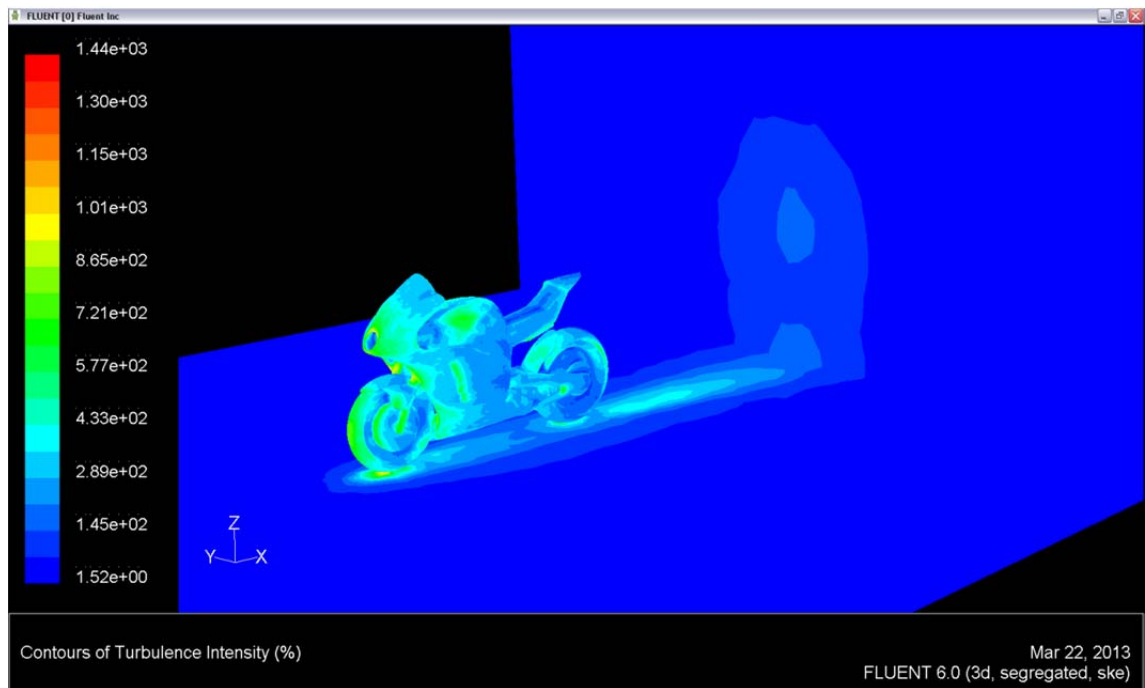 FLUENT [0] Fluent Inc
1.44e+03
1.30e+03
1.15e+03
1.01e+03
8.65e+02
7.21e+02
5.77e+02
4.33e+02
2.89e+02
1.45e+02
1.52e+00
Z
Y X
Contours of Turbulence Intensity (%)
Mar 22, 2013
FLUENT 6.0 (3d, segregated, ske)